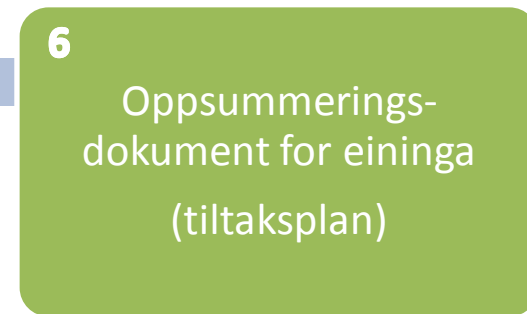 6
Oppsummerings-
dokument for eininga
(tiltaksplan)